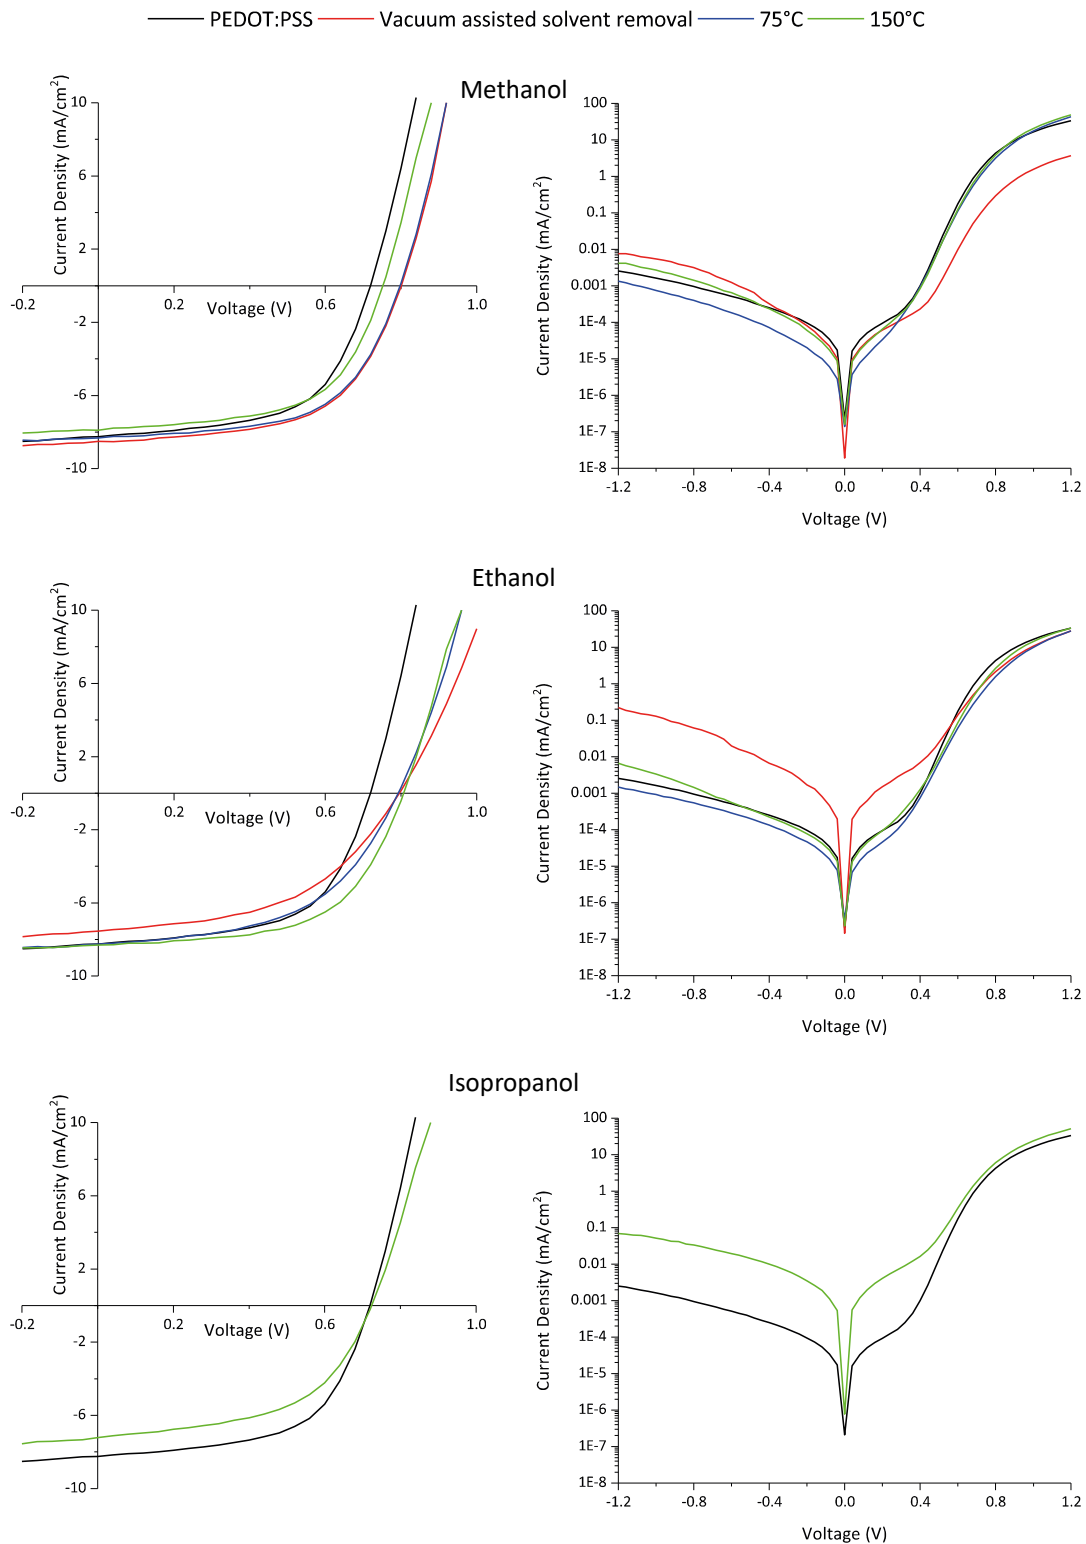 PEDOT:PSS Vacuum assisted solvent removal 75°C 150°C
Methanol
Current Density (mA/cm²)
10
6
2
-2
-6
-10
-0.2 0.2 0.6 1.0
Voltage (V)
Current Density (mA/cm²)
100
10
1
0.1
0.01
0.001
1E-4
1E-5
1E-6
1E-7
1E-8
-1.2 -0.8 -0.4 0.0 0.4 0.8 1.2
Voltage (V)
Ethanol
Current Density (mA/cm²)
10
6
2
-2
-6
-10
-0.2 0.2 0.6 1.0
Voltage (V)
Current Density (mA/cm²)
100
10
1
0.1
0.01
0.001
1E-4
1E-5
1E-6
1E-7
1E-8
-1.2 -0.8 -0.4 0.0 0.4 0.8 1.2
Voltage (V)
Isopropanol
Current Density (mA/cm²)
10
6
2
-2
-6
-10
-0.2 0.2 0.6 1.0
Voltage (V)
Current Density (mA/cm²)
100
10
1
0.1
0.01
0.001
1E-4
1E-5
1E-6
1E-7
1E-8
-1.2 -0.8 -0.4 0.0 0.4 0.8 1.2
Voltage (V)